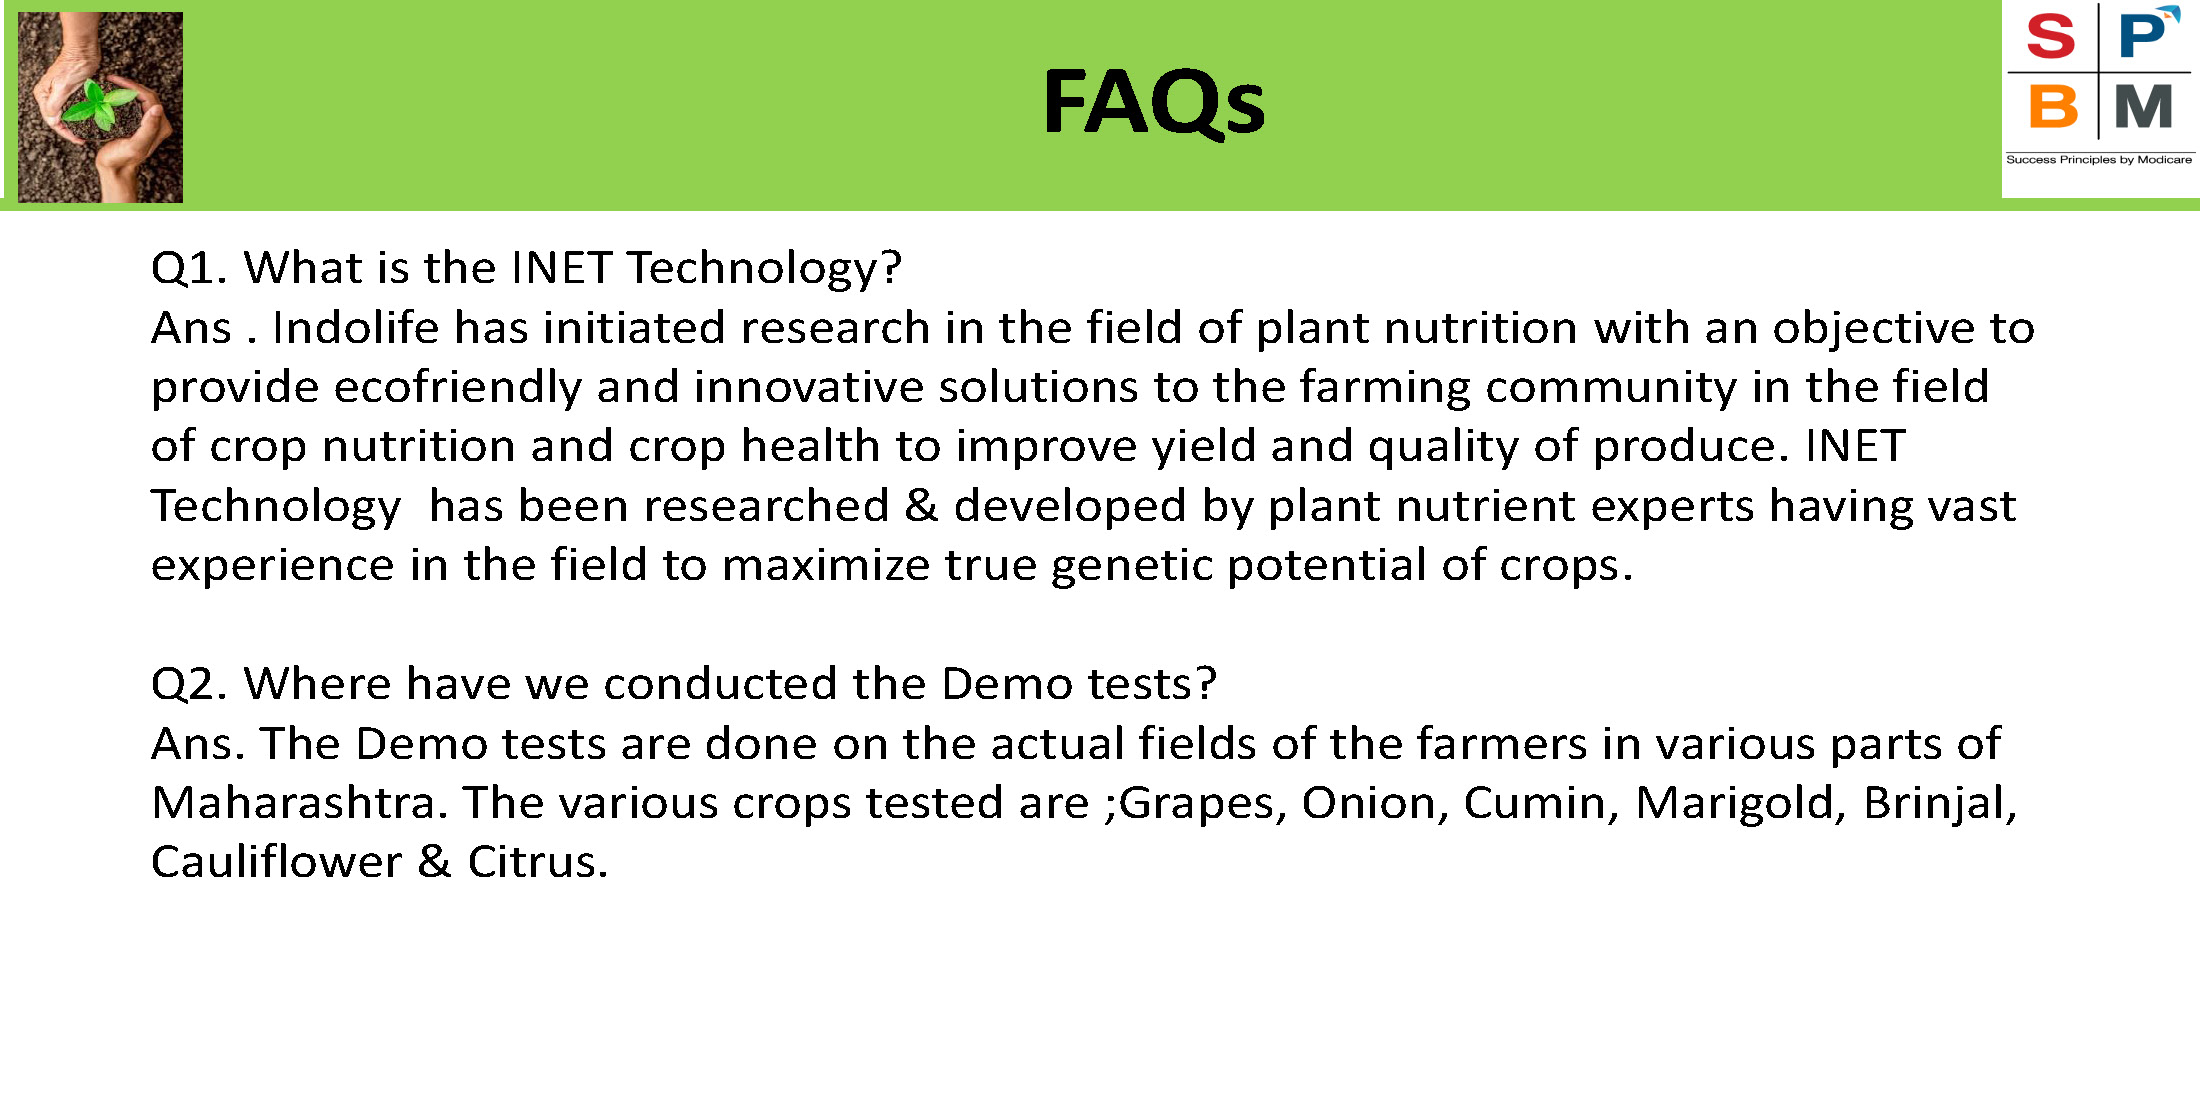 FAQs
S P
B M
Success Principles by Modicare
Q1. What is the INET Technology?
Ans . Indolife has initiated research in the field of plant nutrition with an objective to
provide ecofriendly and innovative solutions to the farming community in the field
of crop nutrition and crop health to improve yield and quality of produce. INET
Technology  has been researched & developed by plant nutrient experts having vast
experience in the field to maximize true genetic potential of crops.
Q2. Where have we conducted the Demo tests?
Ans. The Demo tests are done on the actual fields of the farmers in various parts of
Maharashtra. The various crops tested are ;Grapes, Onion, Cumin, Marigold, Brinjal,
Cauliflower & Citrus.